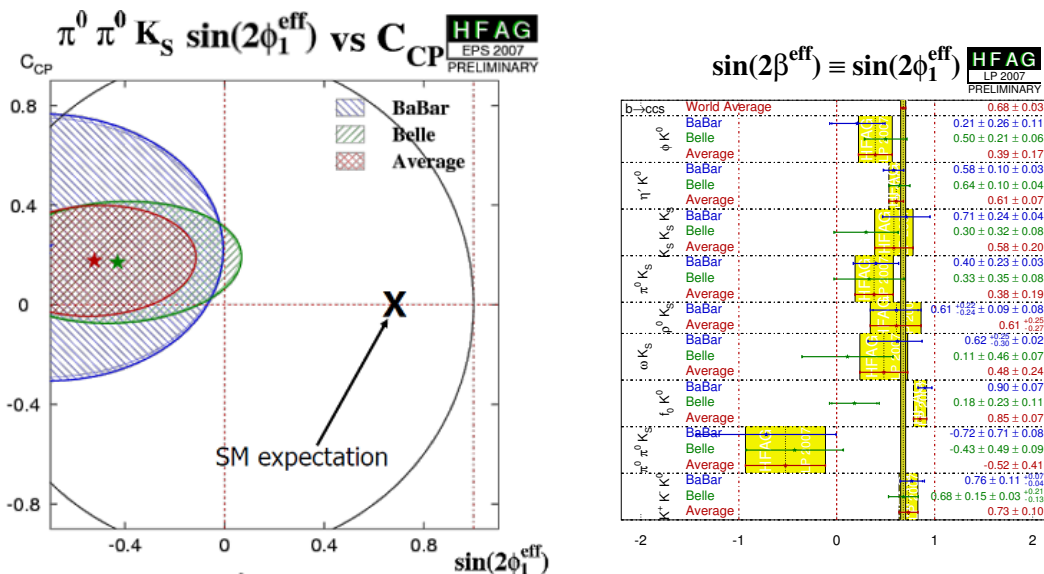 π⁰ π⁰ K_S sin(2φ₁^eff) vs C_CP
HFAG
EPS 2007
PRELIMINARY
C_CP
0.8
0.4
0
-0.4
-0.8
BaBar
Belle
Average
X
SM expectation
-0.4 0 0.4 0.8
sin(2φ₁^eff)
sin(2β^eff) ≡ sin(2φ₁^eff)
HFAG
LP 2007
PRELIMINARY
b→ccs World Average 0.68 ± 0.03
φ K⁰
BaBar 0.21 ± 0.26 ± 0.11
Belle 0.50 ± 0.21 ± 0.06
Average 0.39 ± 0.17
η′ K⁰
BaBar 0.58 ± 0.10 ± 0.03
Belle 0.64 ± 0.10 ± 0.04
Average 0.61 ± 0.07
K_S K_S K_S
BaBar 0.71 ± 0.24 ± 0.04
Belle 0.30 ± 0.32 ± 0.08
Average 0.58 ± 0.20
π⁰ K_S
BaBar 0.40 ± 0.23 ± 0.03
Belle 0.33 ± 0.35 ± 0.08
Average 0.38 ± 0.19
ρ⁰ K_S
BaBar 0.61 +0.22 -0.24 ± 0.09 ± 0.08
Average 0.61 +0.25 -0.27
ω K_S
BaBar 0.62 +0.25 -0.30 ± 0.02
Belle 0.11 ± 0.46 ± 0.07
Average 0.48 ± 0.24
f₀ K⁰
BaBar 0.90 ± 0.07
Belle 0.18 ± 0.23 ± 0.11
Average 0.85 ± 0.07
π⁰ π⁰ K_S
BaBar -0.72 ± 0.71 ± 0.08
Belle -0.43 ± 0.49 ± 0.09
Average -0.52 ± 0.41
HFAG
LP 2007
K⁺ K⁻ K⁰
BaBar 0.76 ± 0.11 +0.07 -0.04
Belle 0.68 ± 0.15 ± 0.03 +0.21 -0.13
Average 0.73 ± 0.10
-2 -1 0 1 2